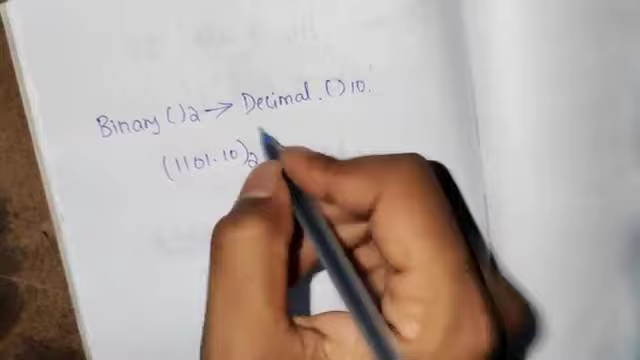 Binary ( )2 → Decimal. ( )10.
(1101.10)2